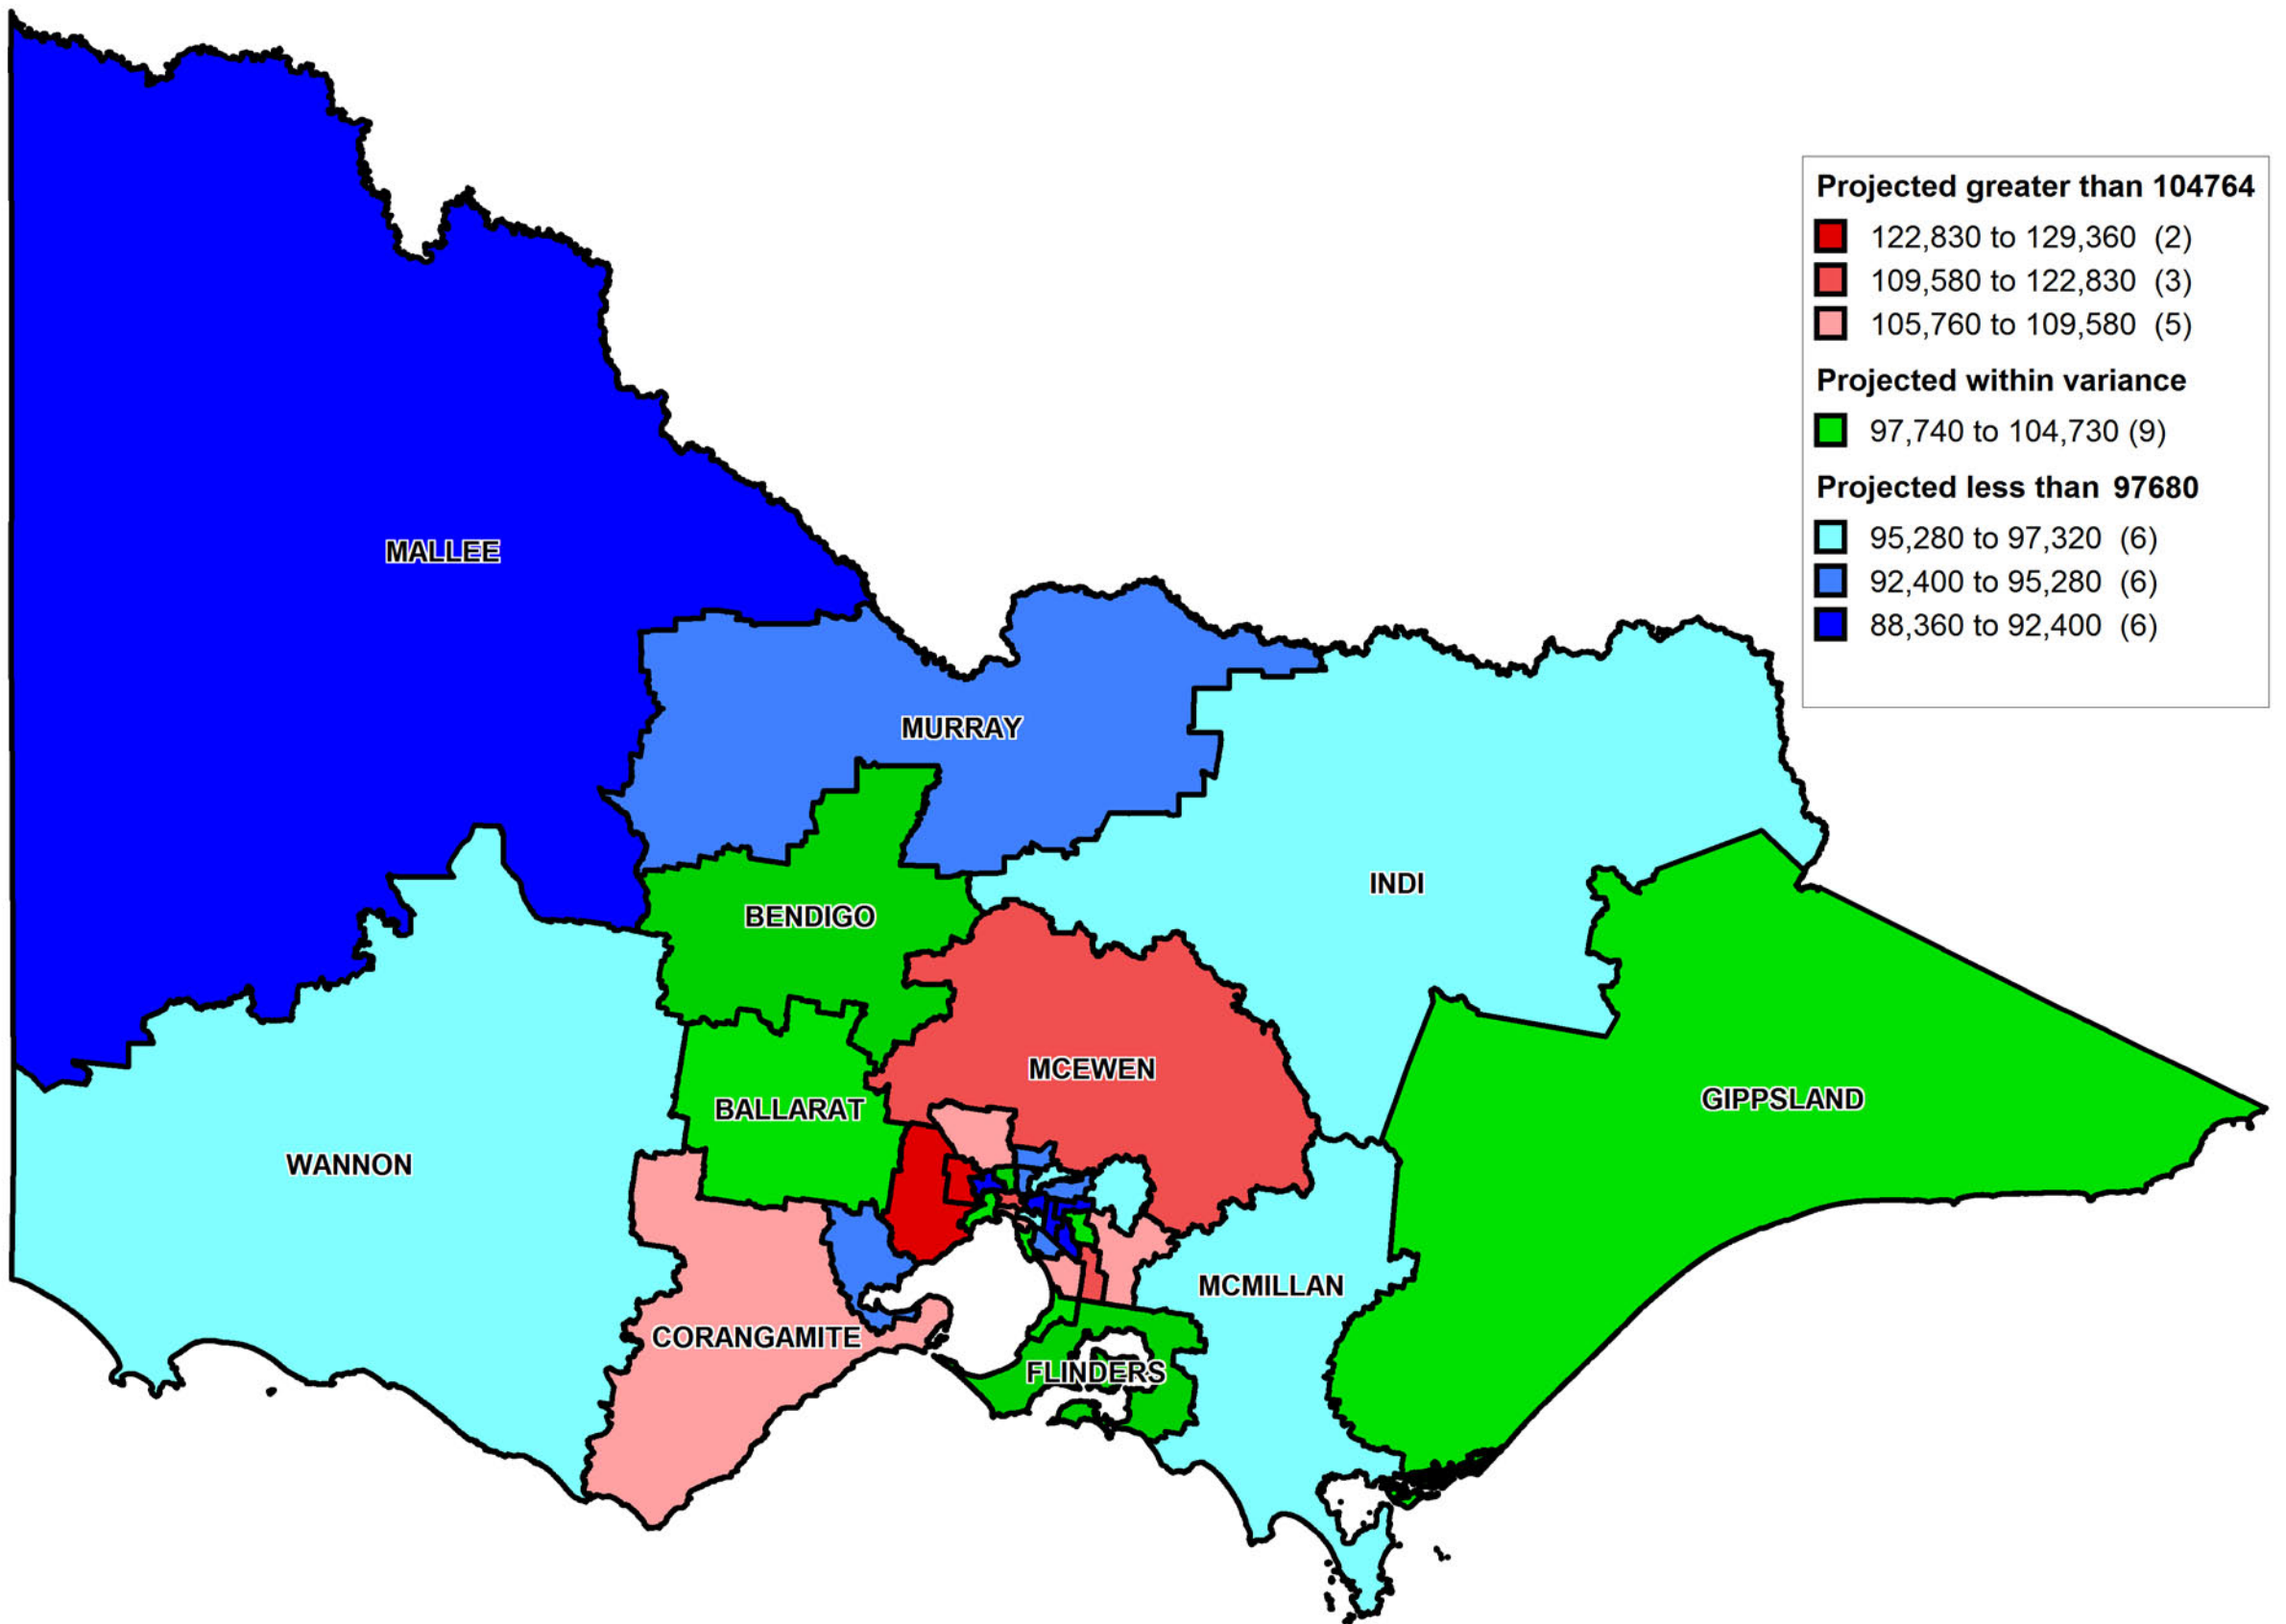 Projected greater than 104764
122,830 to 129,360 (2)
109,580 to 122,830 (3)
105,760 to 109,580 (5)
Projected within variance
97,740 to 104,730 (9)
Projected less than 97680
95,280 to 97,320 (6)
92,400 to 95,280 (6)
88,360 to 92,400 (6)
MALLEE
MURRAY
INDI
BENDIGO
MCEWEN
GIPPSLAND
BALLARAT
WANNON
MCMILLAN
CORANGAMITE
FLINDERS